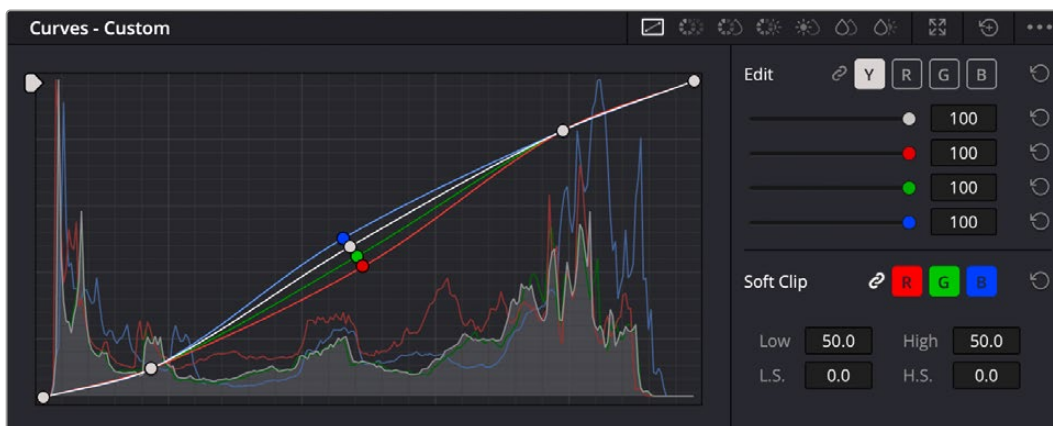 Curves - Custom
Edit Y R G B
100
100
100
100
Soft Clip R G B
Low 50.0 High 50.0
L.S. 0.0 H.S. 0.0